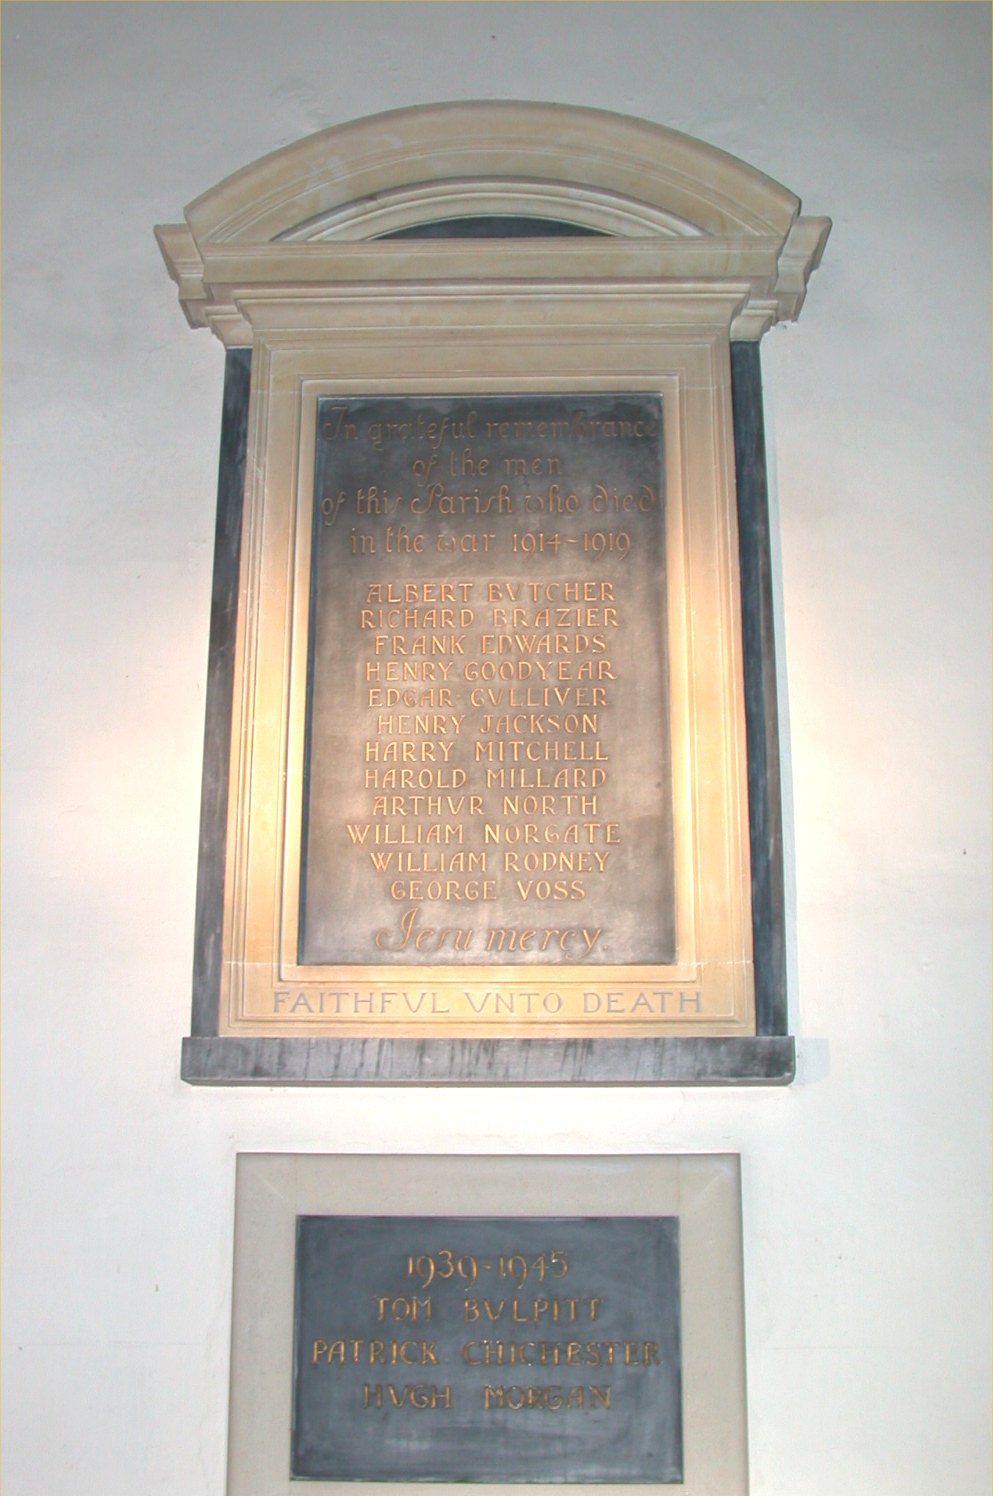 In grateful remembrance
of the men
of this Parish who died
in the war 1914-1919
ALBERT BVTCHER
RICHARD BRAZIER
FRANK EDWARDS
HENRY GOODYEAR
EDGAR GVLLIVER
HENRY JACKSON
HARRY MITCHELL
HAROLD MILLARD
ARTHVR NORTH
WILLIAM NORGATE
WILLIAM RODNEY
GEORGE VOSS
Jesu mercy.
FAITHFVL VNTO DEATH
1939-1945
TOM BVLPITT
PATRICK CHICHESTER
HVGH MORGAN